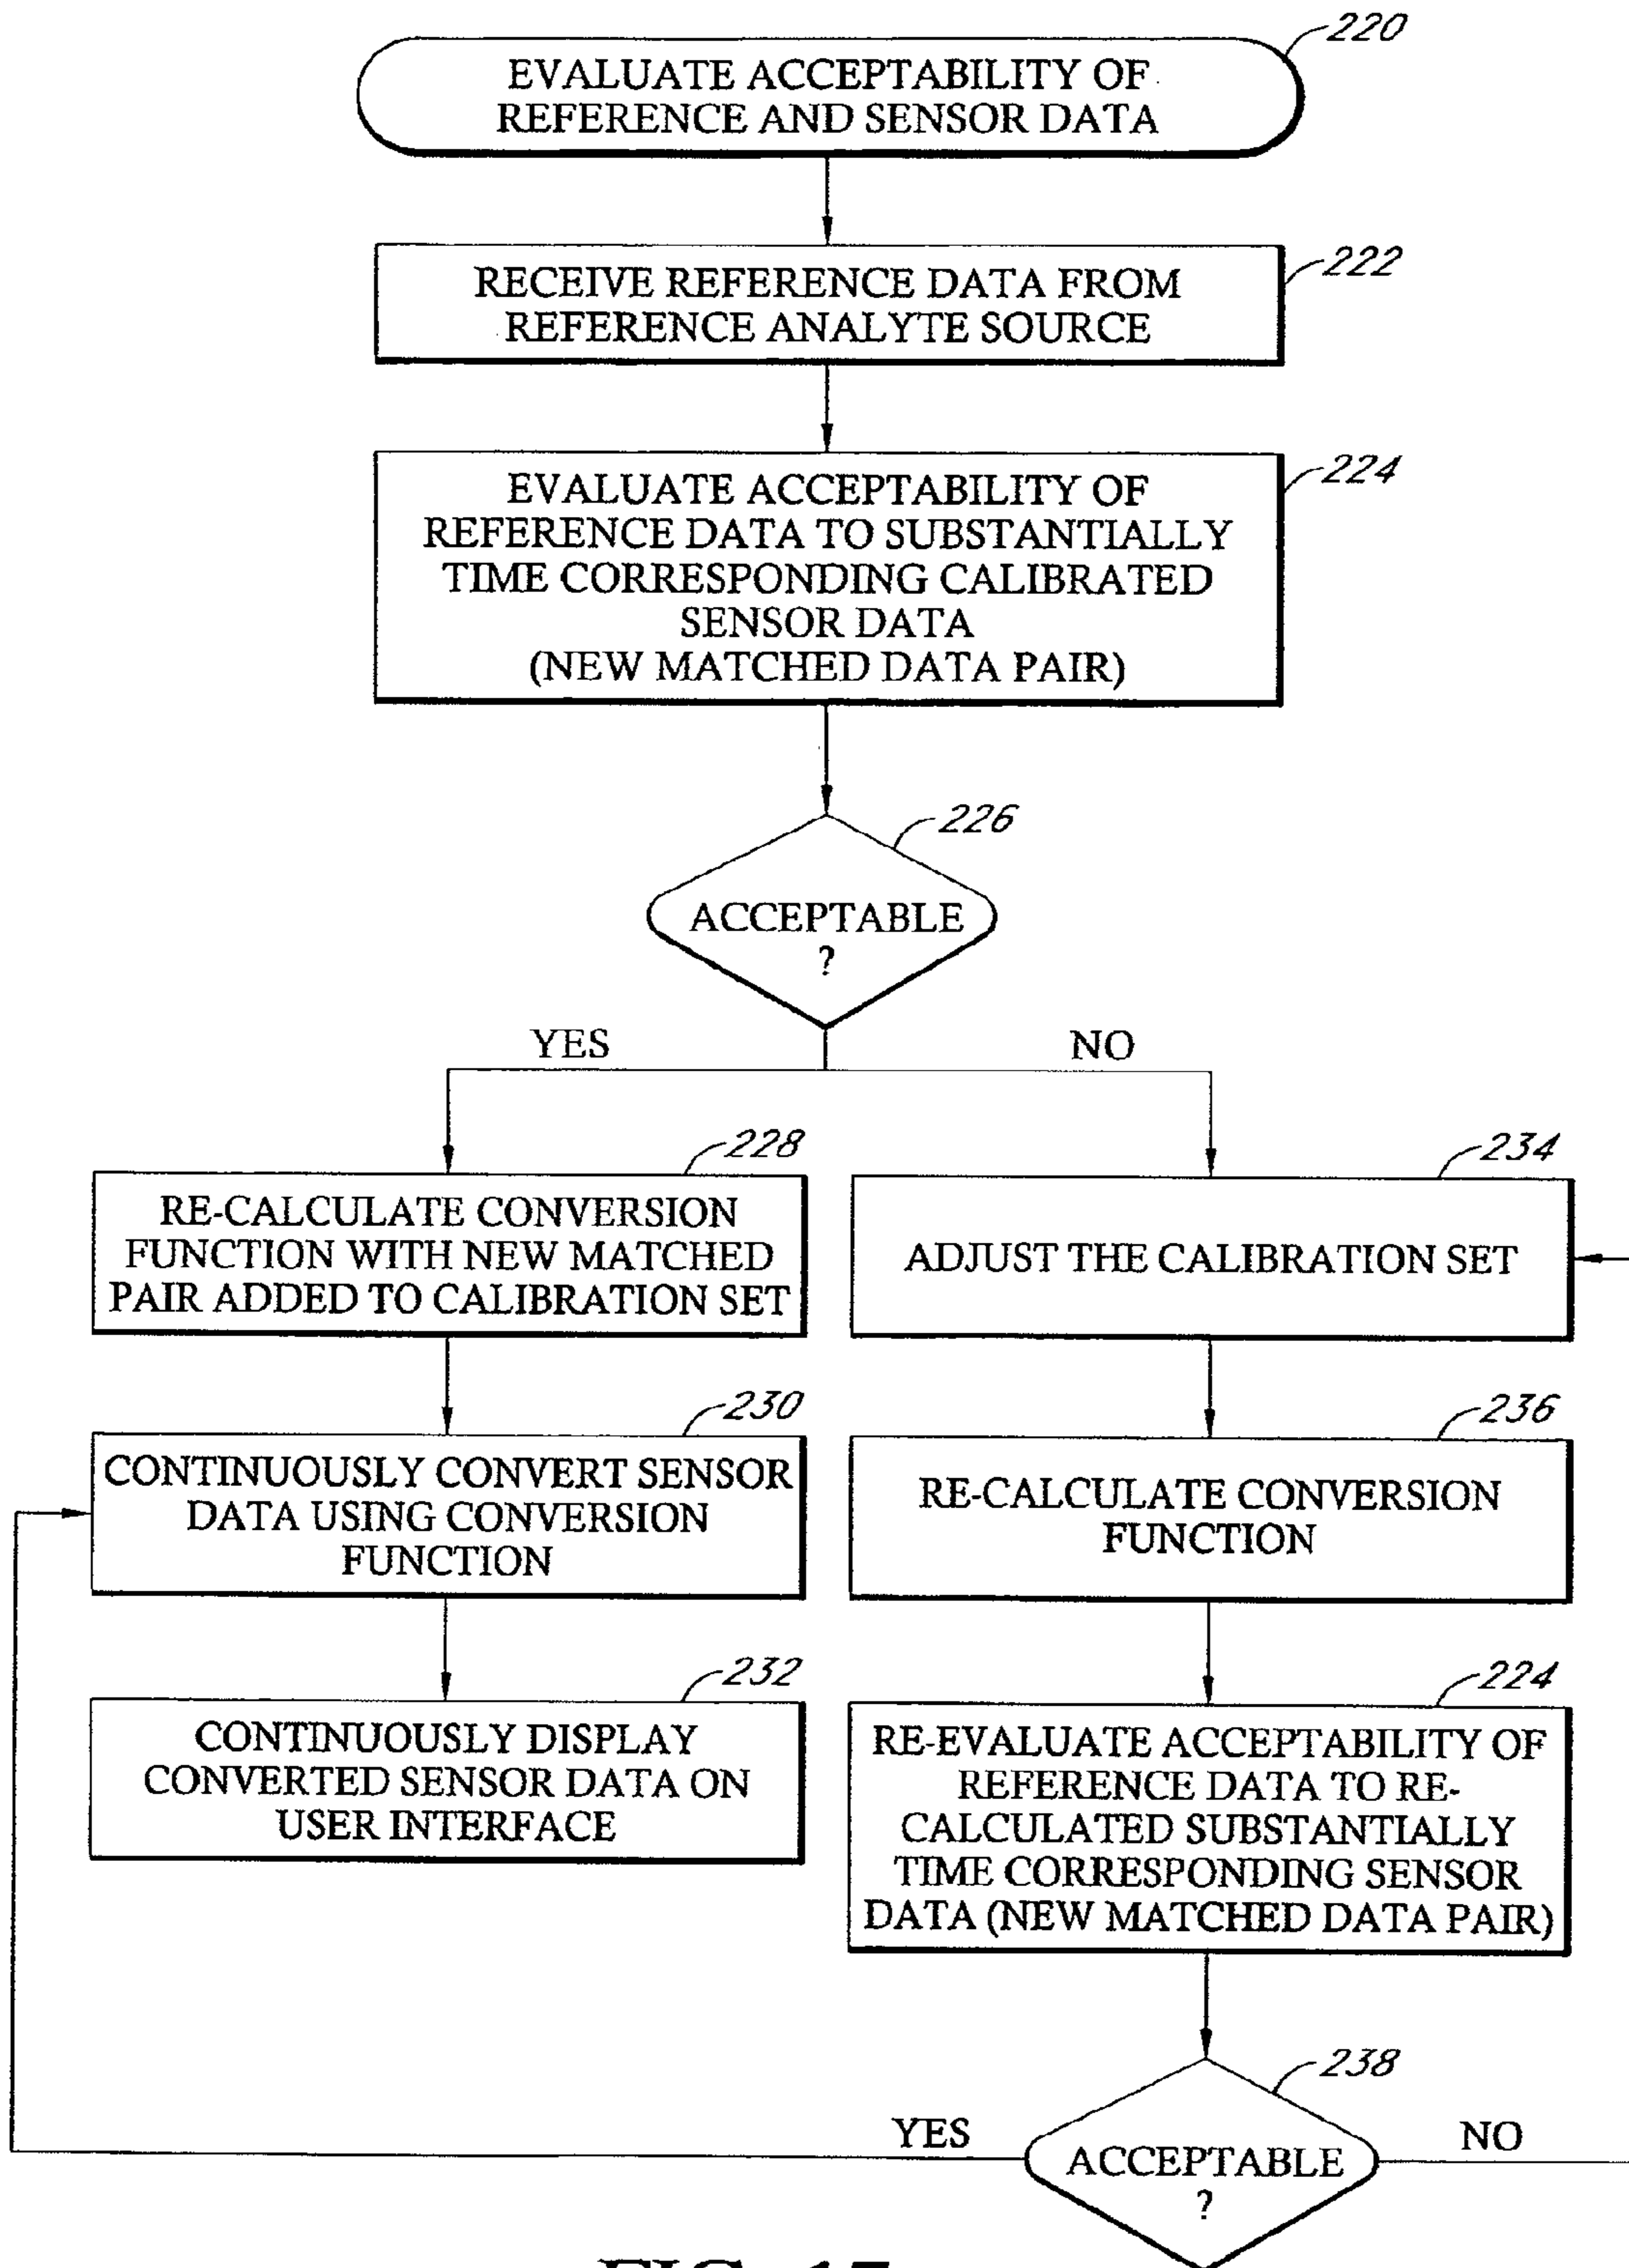 220
EVALUATE ACCEPTABILITY OF
REFERENCE AND SENSOR DATA
222
RECEIVE REFERENCE DATA FROM
REFERENCE ANALYTE SOURCE
224
EVALUATE ACCEPTABILITY OF
REFERENCE DATA TO SUBSTANTIALLY
TIME CORRESPONDING CALIBRATED
SENSOR DATA
(NEW MATCHED DATA PAIR)
226
ACCEPTABLE
?
YES
NO
228
RE-CALCULATE CONVERSION
FUNCTION WITH NEW MATCHED
PAIR ADDED TO CALIBRATION SET
234
ADJUST THE CALIBRATION SET
230
CONTINUOUSLY CONVERT SENSOR
DATA USING CONVERSION
FUNCTION
236
RE-CALCULATE CONVERSION
FUNCTION
232
CONTINUOUSLY DISPLAY
CONVERTED SENSOR DATA ON
USER INTERFACE
224
RE-EVALUATE ACCEPTABILITY OF
REFERENCE DATA TO RE-
CALCULATED SUBSTANTIALLY
TIME CORRESPONDING SENSOR
DATA (NEW MATCHED DATA PAIR)
238
YES
ACCEPTABLE
?
NO